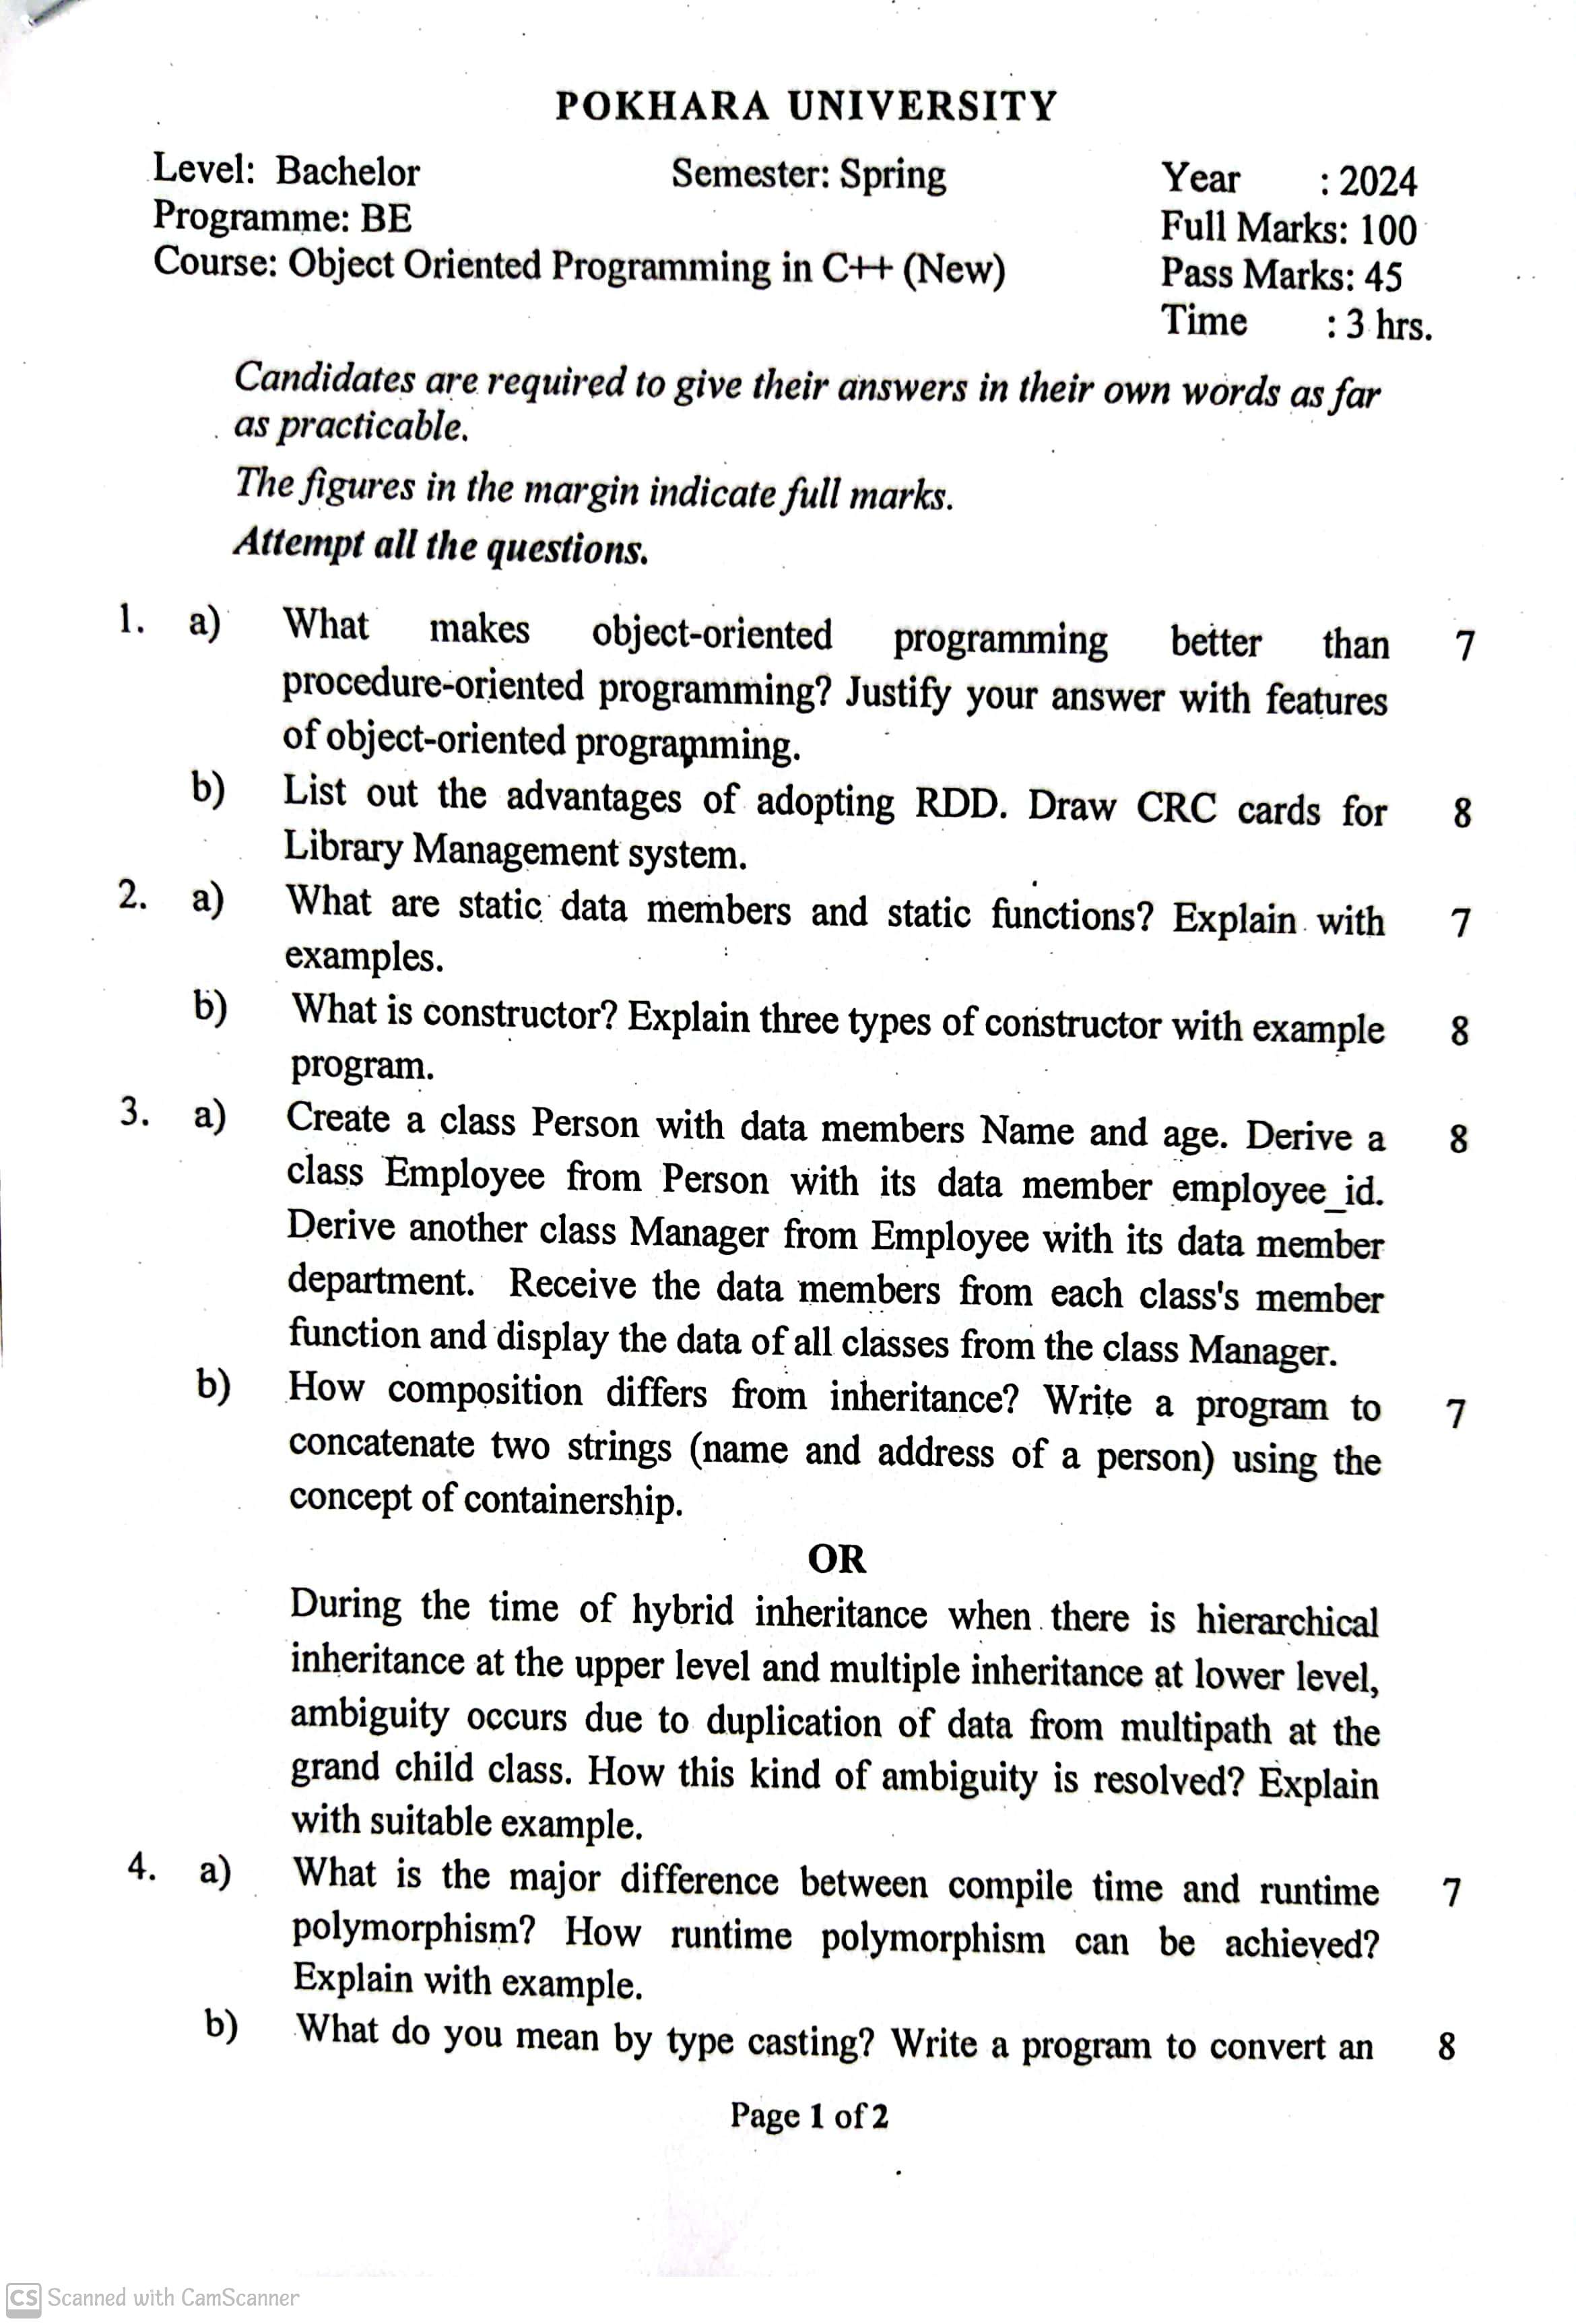 POKHARA UNIVERSITY
Level: Bachelor Semester: Spring Year : 2024
Programme: BE Full Marks: 100
Course: Object Oriented Programming in C++ (New) Pass Marks: 45
Time : 3 hrs.
Candidates are required to give their answers in their own words as far
as practicable.
The figures in the margin indicate full marks.
Attempt all the questions.
1. a) What makes object-oriented programming better than 7
procedure-oriented programming? Justify your answer with features
of object-oriented programming.
b) List out the advantages of adopting RDD. Draw CRC cards for 8
Library Management system.
2. a) What are static data members and static functions? Explain with 7
examples.
b) What is constructor? Explain three types of constructor with example 8
program.
3. a) Create a class Person with data members Name and age. Derive a 8
class Employee from Person with its data member employee_id.
Derive another class Manager from Employee with its data member
department. Receive the data members from each class's member
function and display the data of all classes from the class Manager.
b) How composition differs from inheritance? Write a program to 7
concatenate two strings (name and address of a person) using the
concept of containership.
OR
During the time of hybrid inheritance when there is hierarchical
inheritance at the upper level and multiple inheritance at lower level,
ambiguity occurs due to duplication of data from multipath at the
grand child class. How this kind of ambiguity is resolved? Explain
with suitable example.
4. a) What is the major difference between compile time and runtime 7
polymorphism? How runtime polymorphism can be achieved?
Explain with example.
b) What do you mean by type casting? Write a program to convert an 8
Page 1 of 2
CS Scanned with CamScanner